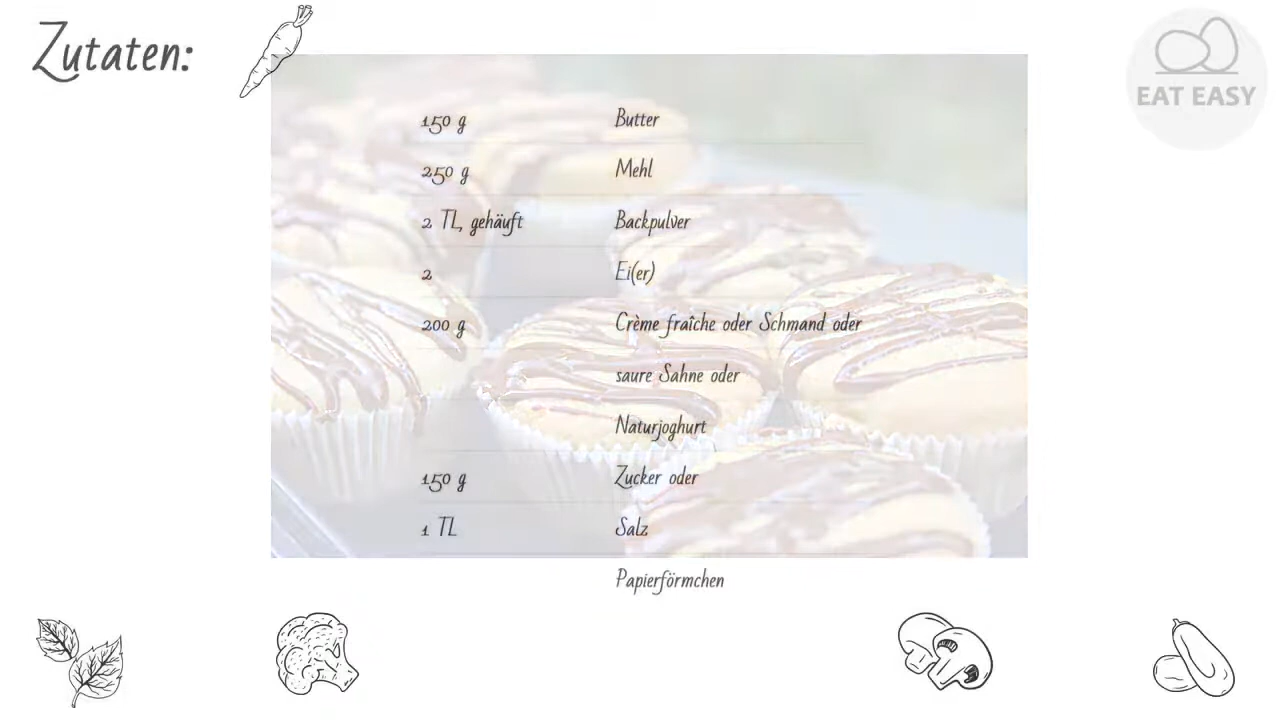 Zutaten:
EAT EASY
150 g Butter
250 g Mehl
2 TL, gehäuft Backpulver
2 Ei(er)
200 g Crème fraîche oder Schmand oder
saure Sahne oder
Naturjoghurt
150 g Zucker oder
1 TL Salz
Papierförmchen